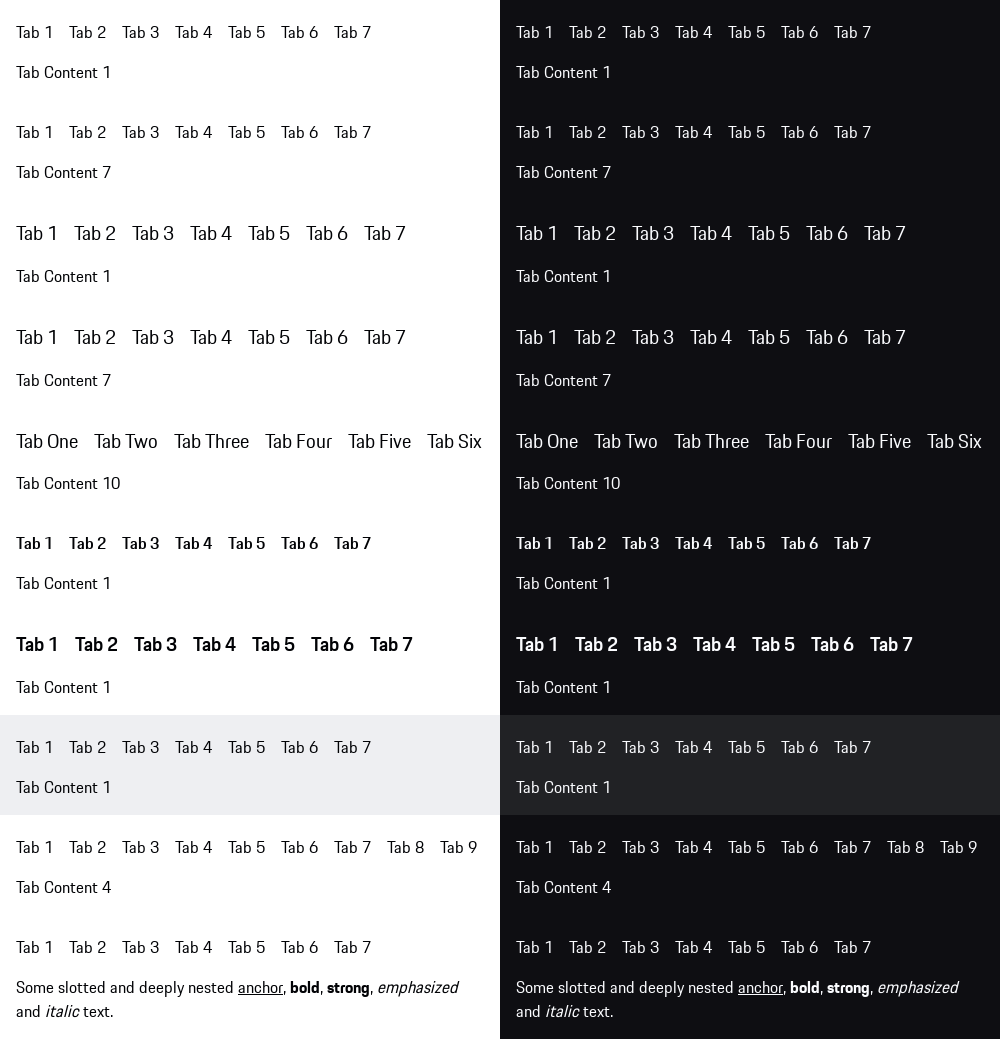 Tab 1 Tab 2 Tab 3 Tab 4 Tab 5 Tab 6 Tab 7
Tab Content 1
Tab 1 Tab 2 Tab 3 Tab 4 Tab 5 Tab 6 Tab 7
Tab Content 7
Tab 1 Tab 2 Tab 3 Tab 4 Tab 5 Tab 6 Tab 7
Tab Content 1
Tab 1 Tab 2 Tab 3 Tab 4 Tab 5 Tab 6 Tab 7
Tab Content 7
Tab One Tab Two Tab Three Tab Four Tab Five Tab Six
Tab Content 10
Tab 1 Tab 2 Tab 3 Tab 4 Tab 5 Tab 6 Tab 7
Tab Content 1
Tab 1 Tab 2 Tab 3 Tab 4 Tab 5 Tab 6 Tab 7
Tab Content 1
Tab 1 Tab 2 Tab 3 Tab 4 Tab 5 Tab 6 Tab 7
Tab Content 1
Tab 1 Tab 2 Tab 3 Tab 4 Tab 5 Tab 6 Tab 7 Tab 8 Tab 9
Tab Content 4
Tab 1 Tab 2 Tab 3 Tab 4 Tab 5 Tab 6 Tab 7
Some slotted and deeply nested anchor, bold, strong, emphasized
and italic text.
Tab 1 Tab 2 Tab 3 Tab 4 Tab 5 Tab 6 Tab 7
Tab Content 1
Tab 1 Tab 2 Tab 3 Tab 4 Tab 5 Tab 6 Tab 7
Tab Content 7
Tab 1 Tab 2 Tab 3 Tab 4 Tab 5 Tab 6 Tab 7
Tab Content 1
Tab 1 Tab 2 Tab 3 Tab 4 Tab 5 Tab 6 Tab 7
Tab Content 7
Tab One Tab Two Tab Three Tab Four Tab Five Tab Six
Tab Content 10
Tab 1 Tab 2 Tab 3 Tab 4 Tab 5 Tab 6 Tab 7
Tab Content 1
Tab 1 Tab 2 Tab 3 Tab 4 Tab 5 Tab 6 Tab 7
Tab Content 1
Tab 1 Tab 2 Tab 3 Tab 4 Tab 5 Tab 6 Tab 7
Tab Content 1
Tab 1 Tab 2 Tab 3 Tab 4 Tab 5 Tab 6 Tab 7 Tab 8 Tab 9
Tab Content 4
Tab 1 Tab 2 Tab 3 Tab 4 Tab 5 Tab 6 Tab 7
Some slotted and deeply nested anchor, bold, strong, emphasized
and italic text.